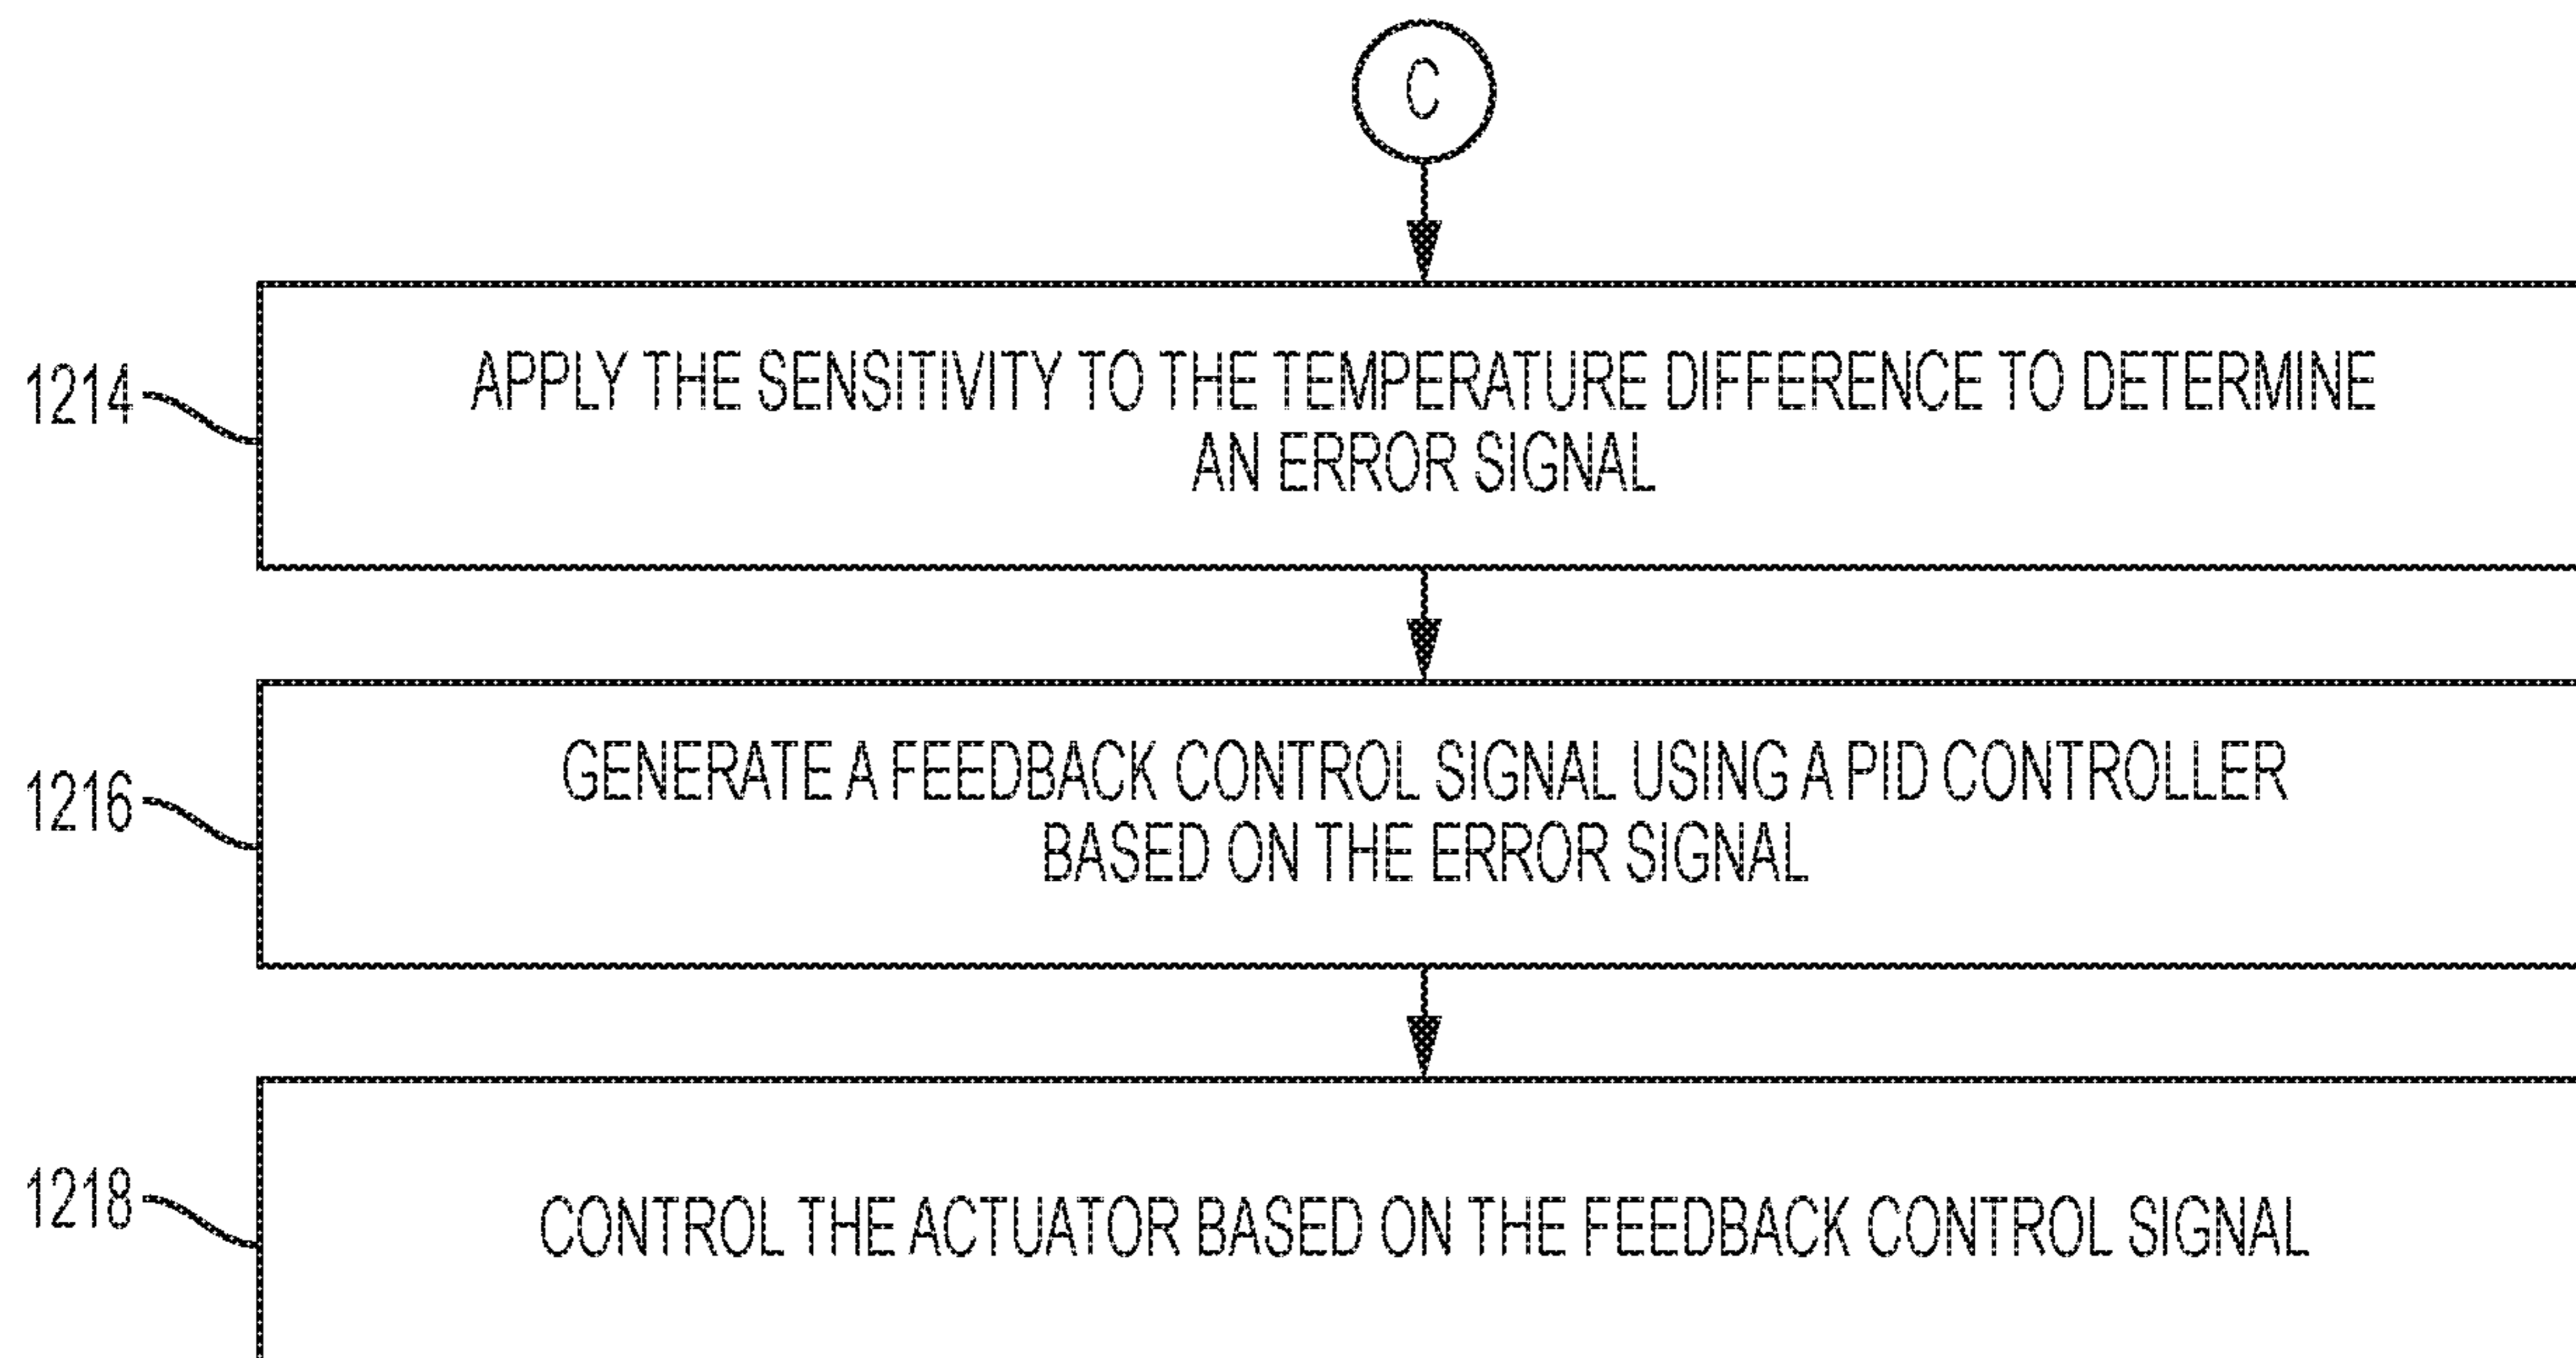 C
1214
APPLY THE SENSITIVITY TO THE TEMPERATURE DIFFERENCE TO DETERMINE
AN ERROR SIGNAL
1216
GENERATE A FEEDBACK CONTROL SIGNAL USING A PID CONTROLLER
BASED ON THE ERROR SIGNAL
1218
CONTROL THE ACTUATOR BASED ON THE FEEDBACK CONTROL SIGNAL